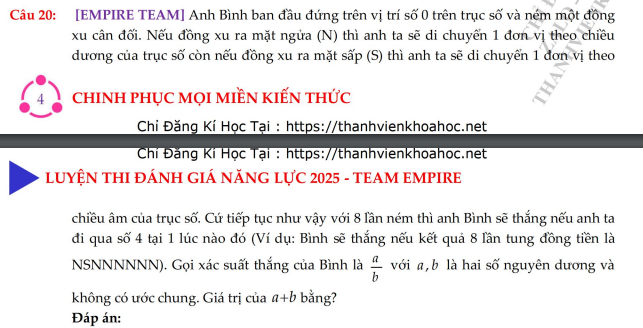 Câu 20: [EMPIRE TEAM] Anh Bình ban đầu đứng trên vị trí số 0 trên trục số và ném một đồng
xu cân đối. Nếu đồng xu ra mặt ngửa (N) thì anh ta sẽ di chuyển 1 đơn vị theo chiều
dương của trục số còn nếu đồng xu ra mặt sấp (S) thì anh ta sẽ di chuyển 1 đơn vị theo
4 CHINH PHỤC MỌI MIỀN KIẾN THỨC
Chỉ Đăng Kí Học Tại : https://thanhvienkhoahoc.net
Chỉ Đăng Kí Học Tại : https://thanhvienkhoahoc.net
LUYỆN THI ĐÁNH GIÁ NĂNG LỰC 2025 - TEAM EMPIRE
chiều âm của trục số. Cứ tiếp tục như vậy với 8 lần ném thì anh Bình sẽ thắng nếu anh ta
đi qua số 4 tại 1 lúc nào đó (Ví dụ: Bình sẽ thắng nếu kết quả 8 lần tung đồng tiền là
NSNNNNNN). Gọi xác suất thắng của Bình là a/b với a,b là hai số nguyên dương và
không có ước chung. Giá trị của a+b bằng?
Đáp án: